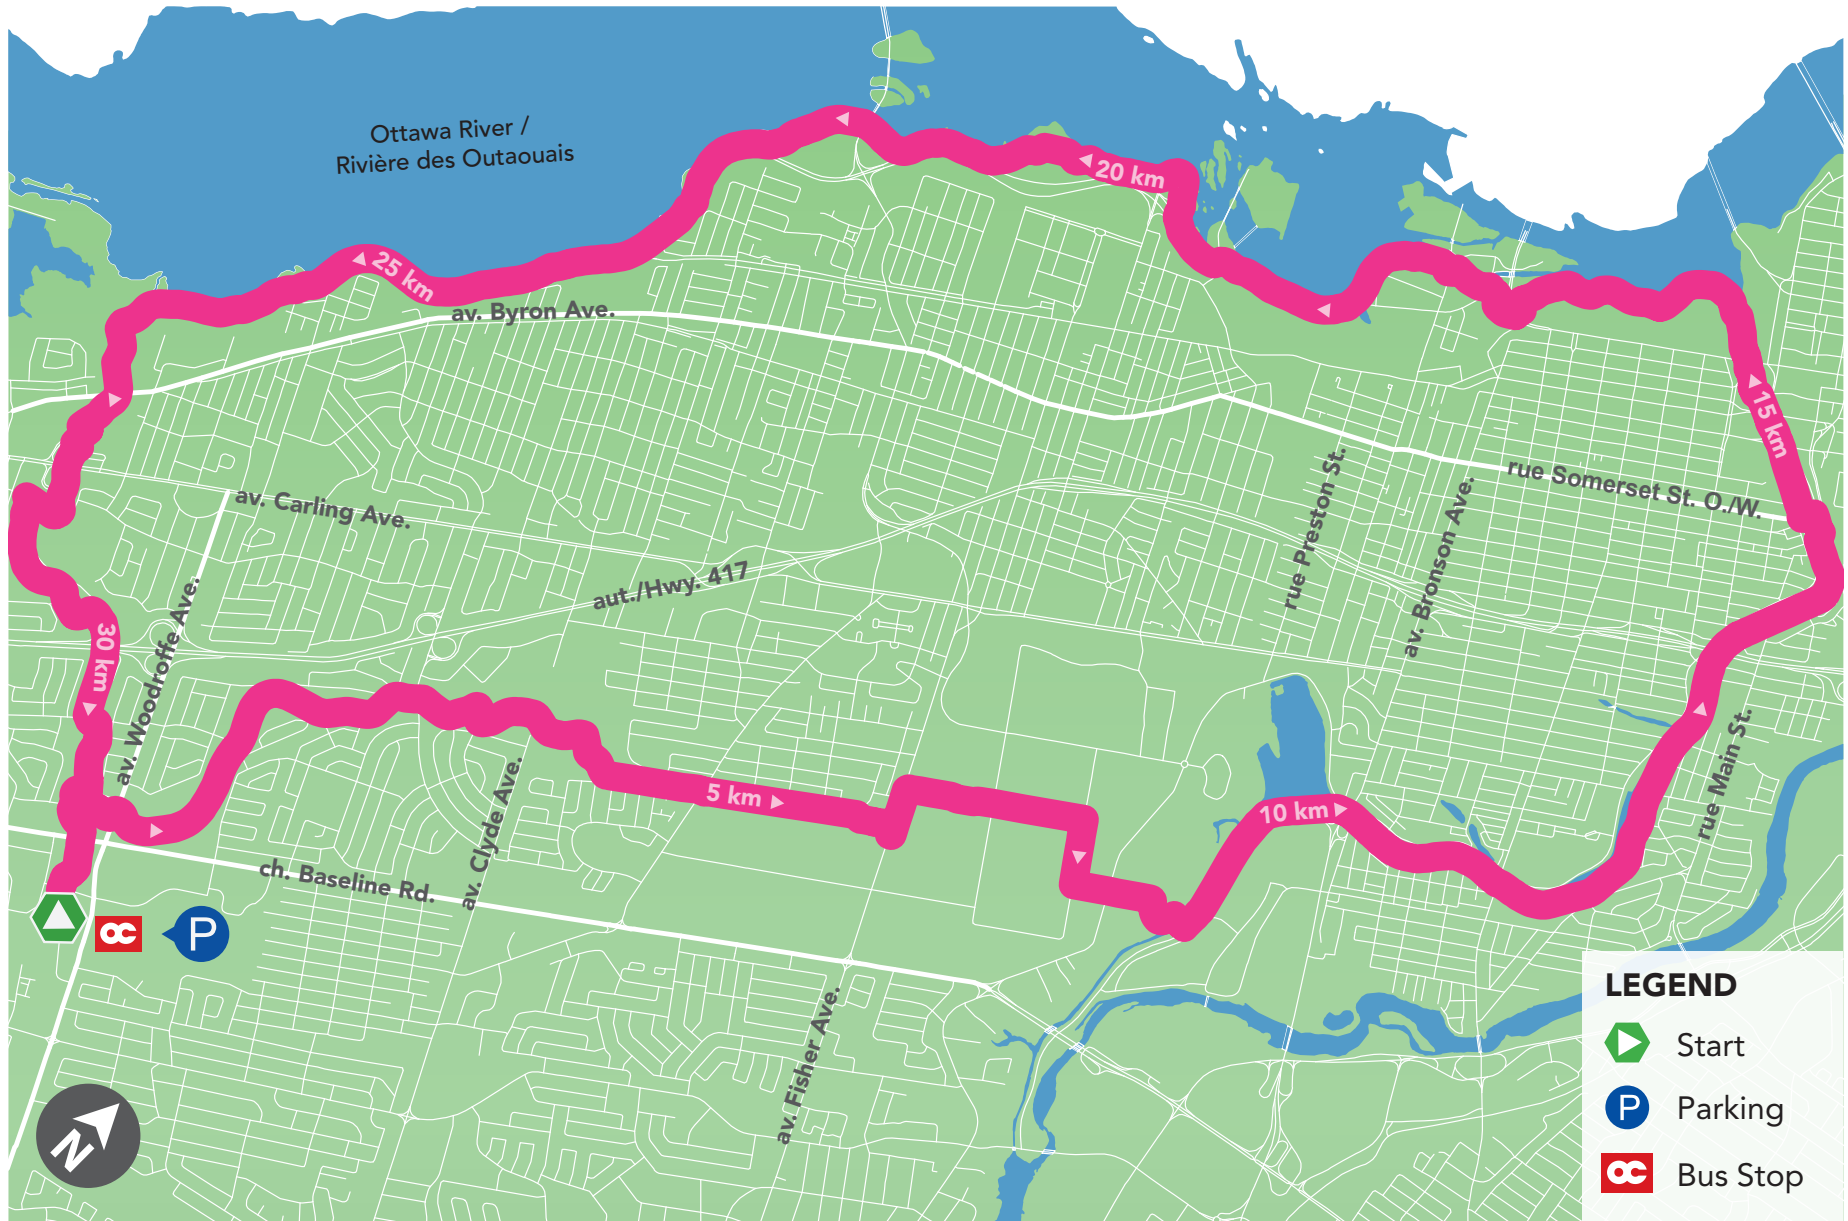 Ottawa River /
Rivière des Outaouais
20 km
25 km
av. Byron Ave.
15 km
rue Somerset St. O./W.
av. Carling Ave.
rue Preston St.
av. Bronson Ave.
aut./Hwy. 417
30 km
av. Woodroffe Ave.
5 km
10 km
rue Main St.
av. Clyde Ave.
ch. Baseline Rd.
oc
P
av. Fisher Ave.
N
LEGEND
Start
P Parking
oc Bus Stop